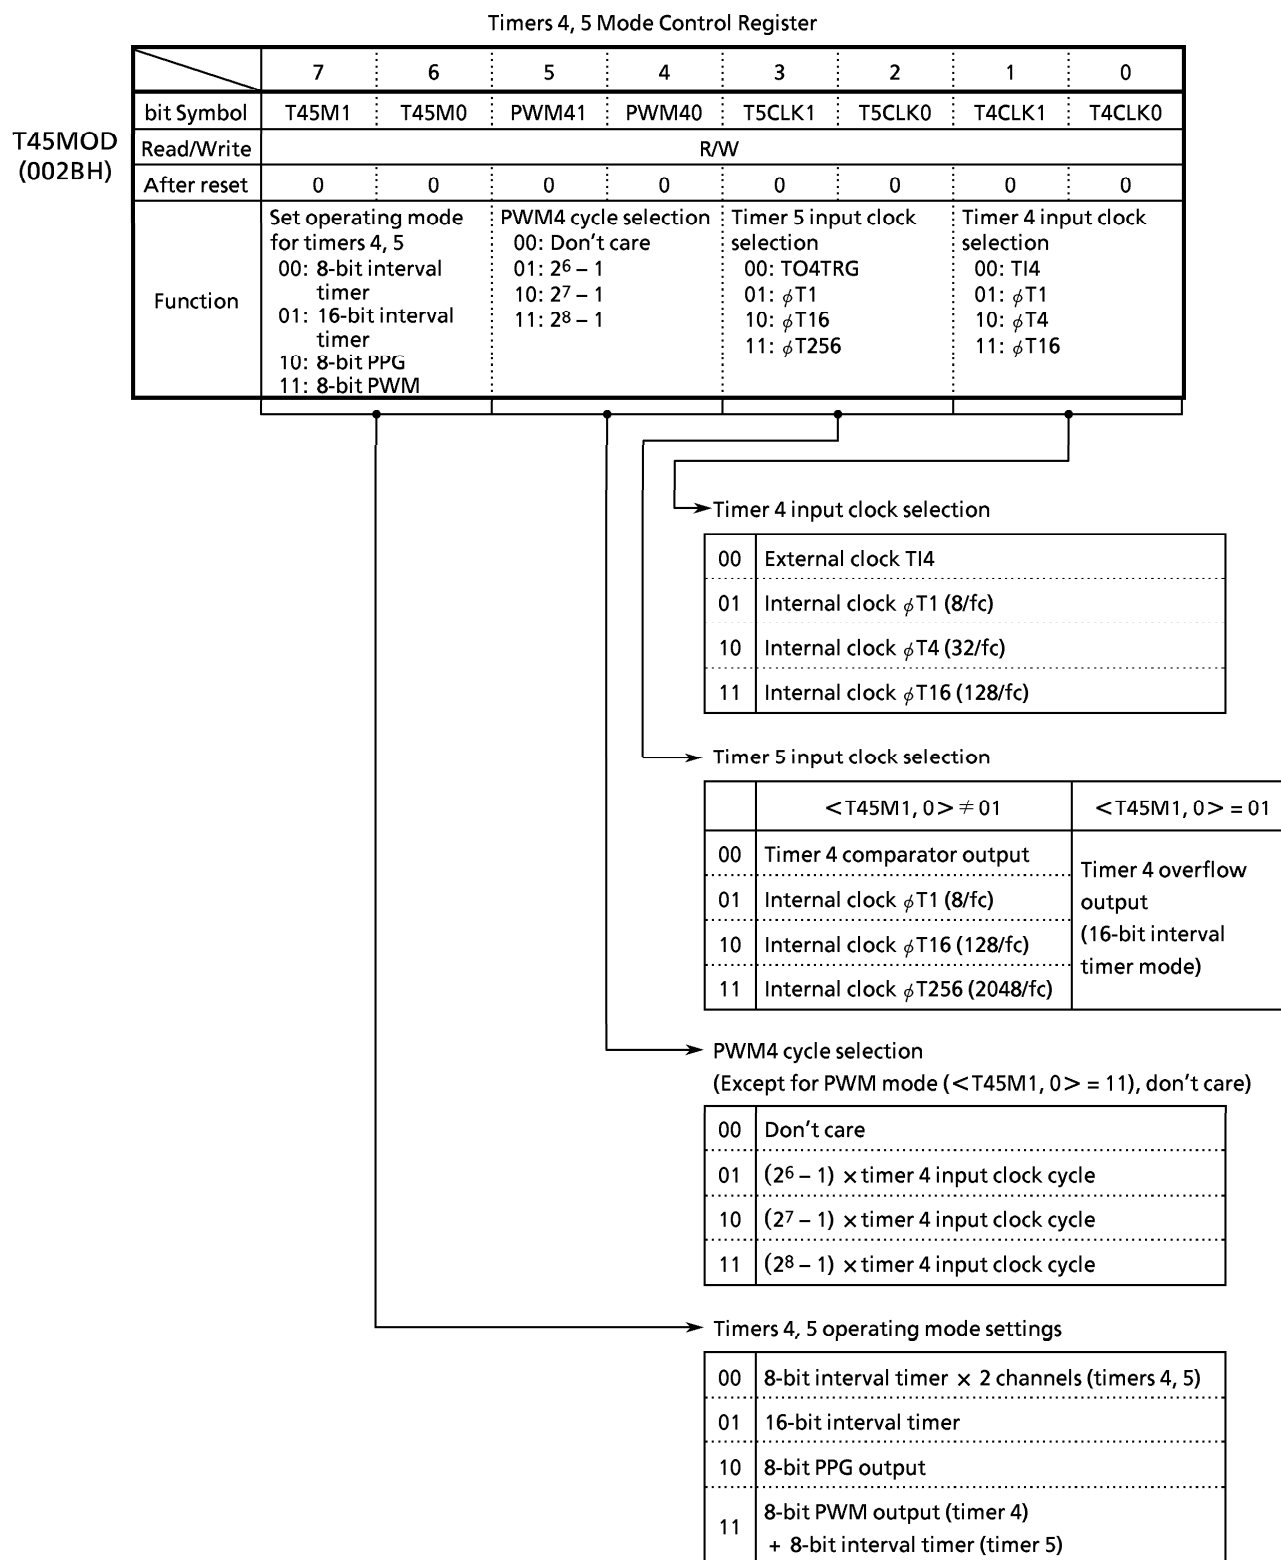 Timers 4, 5 Mode Control Register
7 6 5 4 3 2 1 0
bit Symbol T45M1 T45M0 PWM41 PWM40 T5CLK1 T5CLK0 T4CLK1 T4CLK0
T45MOD
(002BH)
Read/Write R/W
After reset 0 0 0 0 0 0 0 0
Function
Set operating mode
for timers 4, 5
00: 8-bit interval
timer
01: 16-bit interval
timer
10: 8-bit PPG
11: 8-bit PWM
PWM4 cycle selection
00: Don't care
01: 2⁶ – 1
10: 2⁷ – 1
11: 2⁸ – 1
Timer 5 input clock
selection
00: TO4TRG
01: ϕT1
10: ϕT16
11: ϕT256
Timer 4 input clock
selection
00: TI4
01: ϕT1
10: ϕT4
11: ϕT16
Timer 4 input clock selection
00 External clock TI4
01 Internal clock ϕT1 (8/fc)
10 Internal clock ϕT4 (32/fc)
11 Internal clock ϕT16 (128/fc)
Timer 5 input clock selection
<T45M1, 0> ≠ 01 <T45M1, 0> = 01
00 Timer 4 comparator output
01 Internal clock ϕT1 (8/fc)
10 Internal clock ϕT16 (128/fc)
11 Internal clock ϕT256 (2048/fc)
Timer 4 overflow
output
(16-bit interval
timer mode)
PWM4 cycle selection
(Except for PWM mode (<T45M1, 0> = 11), don't care)
00 Don't care
01 (2⁶ – 1) × timer 4 input clock cycle
10 (2⁷ – 1) × timer 4 input clock cycle
11 (2⁸ – 1) × timer 4 input clock cycle
Timers 4, 5 operating mode settings
00 8-bit interval timer × 2 channels (timers 4, 5)
01 16-bit interval timer
10 8-bit PPG output
11 8-bit PWM output (timer 4)
+ 8-bit interval timer (timer 5)